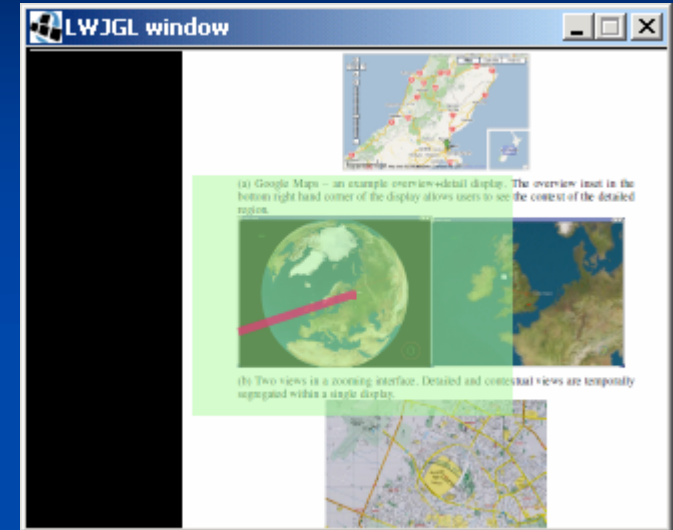 LWJGL window
(a) Google Maps – an example overview+detail display. The overview inset in the
bottom right hand corner of the display allows users to see the context of the detailed
region.
(b) Two views in a zooming interface. Detailed and contextual views are temporally
segregated within a single display.